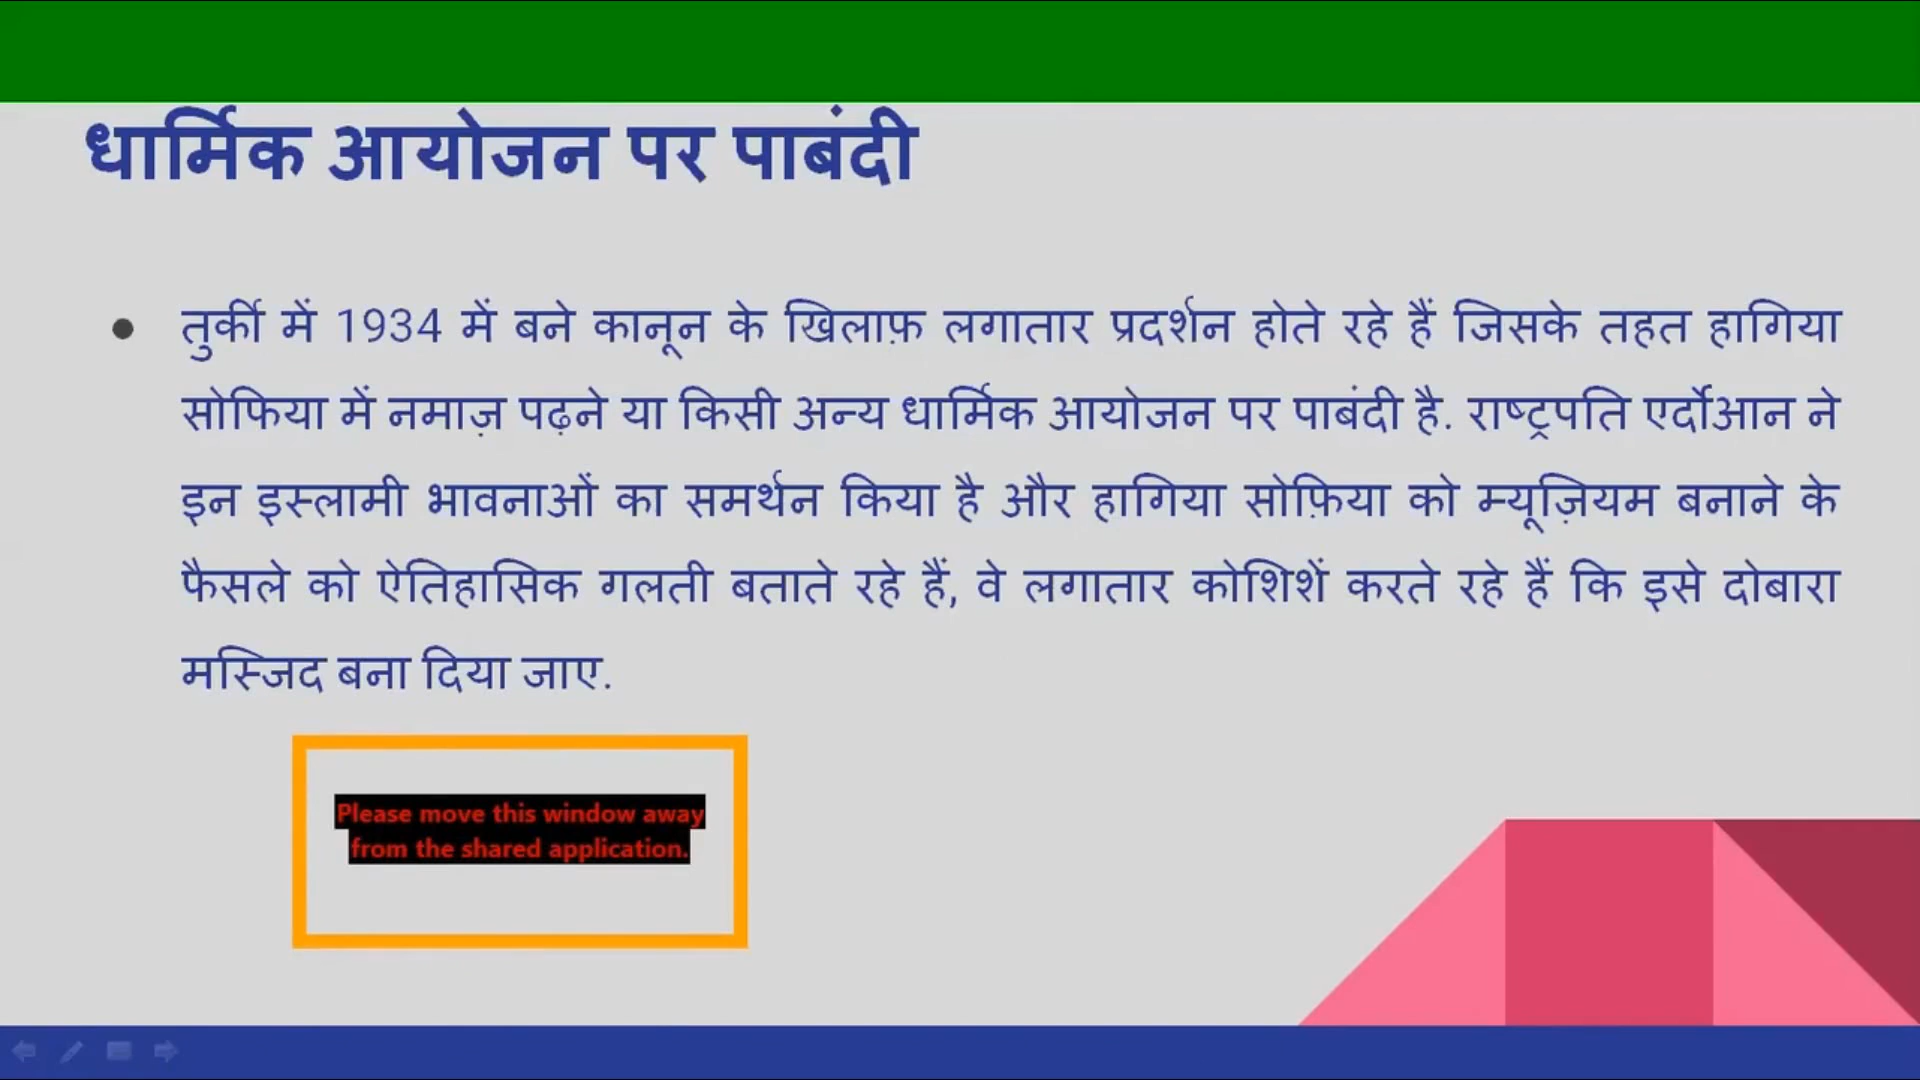 धार्मिक आयोजन पर पाबंदी
● तुर्की में 1934 में बने कानून के खिलाफ़ लगातार प्रदर्शन होते रहे हैं जिसके तहत हागिया
सोफिया में नमाज़ पढ़ने या किसी अन्य धार्मिक आयोजन पर पाबंदी है. राष्ट्रपति एर्दोआन ने
इन इस्लामी भावनाओं का समर्थन किया है और हागिया सोफ़िया को म्यूज़ियम बनाने के
फैसले को ऐतिहासिक गलती बताते रहे हैं, वे लगातार कोशिशें करते रहे हैं कि इसे दोबारा
मस्जिद बना दिया जाए.
Please move this window away
from the shared application.